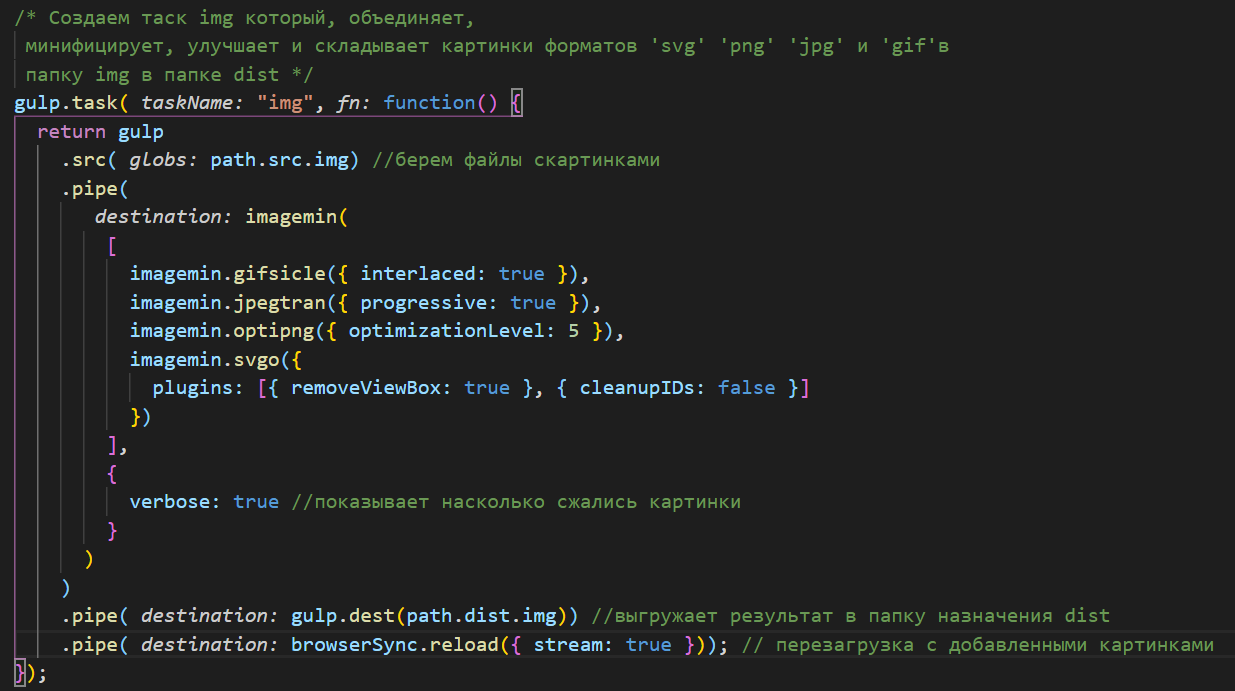 /* Создаем таск img который, объединяет,
минифицирует, улучшает и складывает картинки форматов 'svg' 'png' 'jpg' и 'gif'в
папку img в папке dist */
gulp.task( taskName: "img", fn: function() {
return gulp
.src( globs: path.src.img) //берем файлы скартинками
.pipe(
destination: imagemin(
[
imagemin.gifsicle({ interlaced: true }),
imagemin.jpegtran({ progressive: true }),
imagemin.optipng({ optimizationLevel: 5 }),
imagemin.svgo({
plugins: [{ removeViewBox: true }, { cleanupIDs: false }]
})
],
{
verbose: true //показывает насколько сжались картинки
}
)
)
.pipe( destination: gulp.dest(path.dist.img)) //выгружает результат в папку назначения dist
.pipe( destination: browserSync.reload({ stream: true })); // перезагрузка с добавленными картинками
});